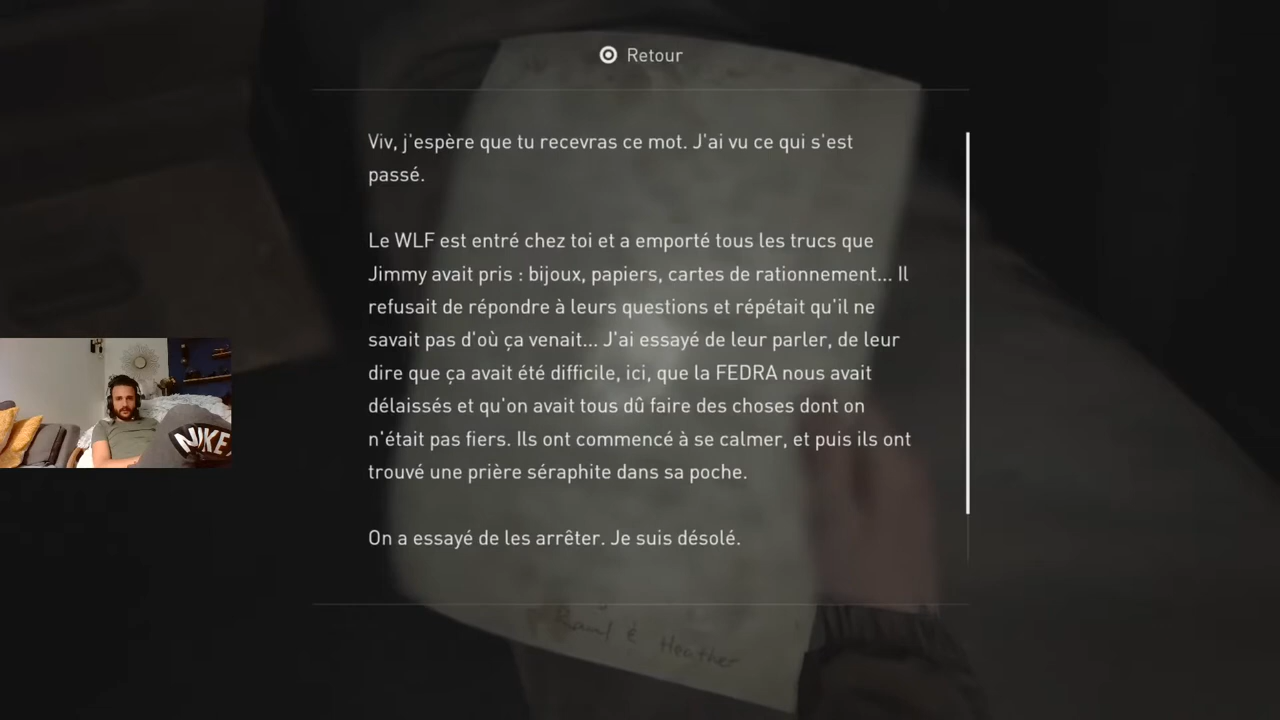 Retour
Viv, j'espère que tu recevras ce mot. J'ai vu ce qui s'est
passé.
Le WLF est entré chez toi et a emporté tous les trucs que
Jimmy avait pris : bijoux, papiers, cartes de rationnement... Il
refusait de répondre à leurs questions et répétait qu'il ne
savait pas d'où ça venait... J'ai essayé de leur parler, de leur
dire que ça avait été difficile, ici, que la FEDRA nous avait
délaissés et qu'on avait tous dû faire des choses dont on
n'était pas fiers. Ils ont commencé à se calmer, et puis ils ont
trouvé une prière séraphite dans sa poche.
On a essayé de les arrêter. Je suis désolé.
Raul & Heather
NIKE